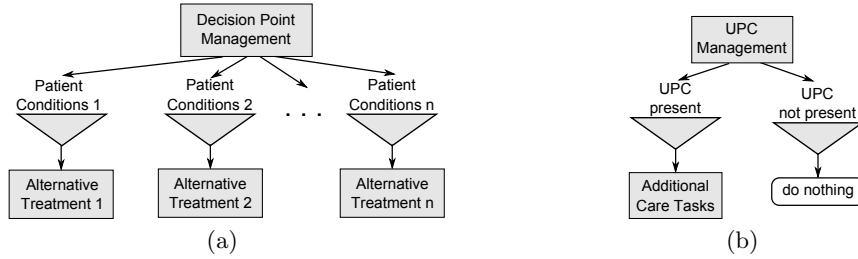 Decision Point
Management
Patient
Conditions 1
Patient
Conditions 2
. . .
Patient
Conditions n
Alternative
Treatment 1
Alternative
Treatment 2
Alternative
Treatment n
(a)
UPC
Management
UPC
present
UPC
not present
Additional
Care Tasks
do nothing
(b)